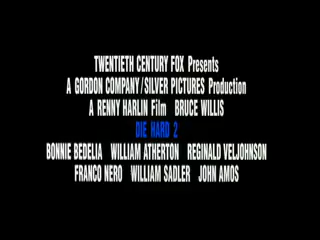 TWENTIETH CENTURY FOX Presents
A GORDON COMPANY/SILVER PICTURES Production
A RENNY HARLIN Film BRUCE WILLIS
DIE HARD 2
BONNIE BEDELIA WILLIAM ATHERTON REGINALD VELJOHNSON
FRANCO NERO WILLIAM SADLER JOHN AMOS